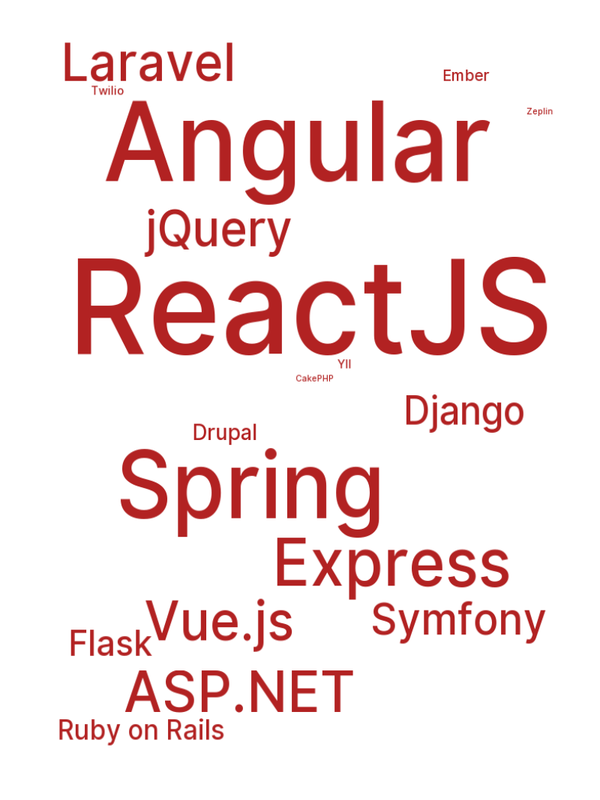 Laravel
Ember
Twilio
Zeplin
Angular
jQuery
ReactJS
YII
CakePHP
Django
Drupal
Spring
Express
Vue.js
Symfony
Flask
ASP.NET
Ruby on Rails